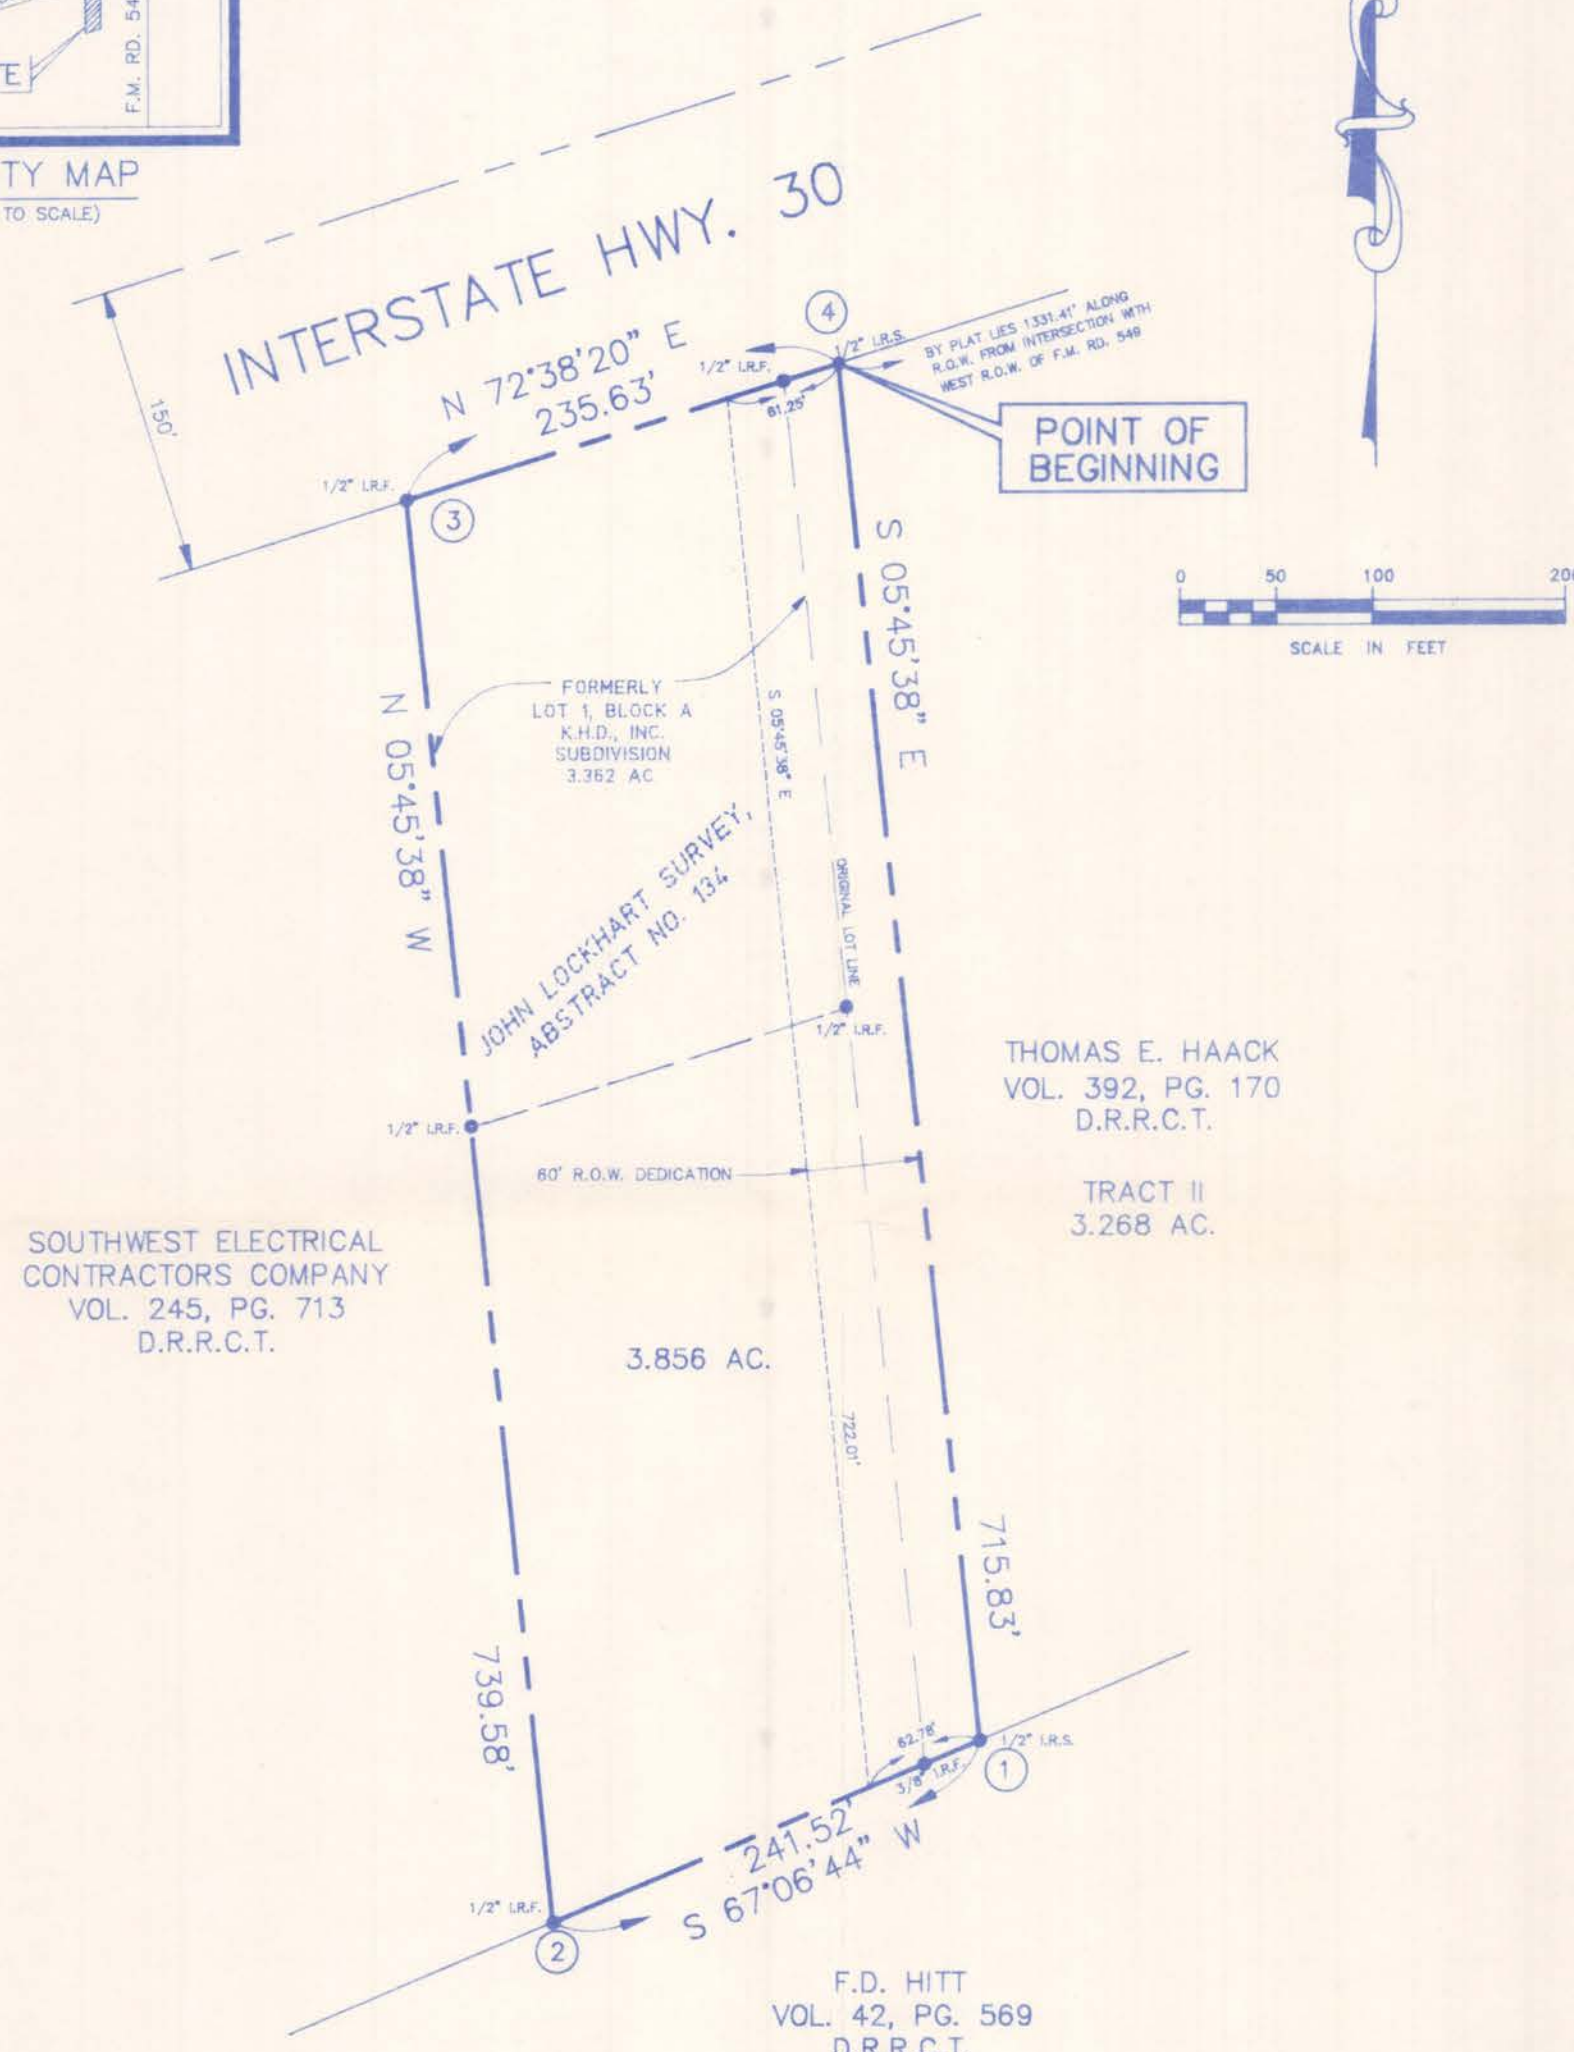 F.M. RD. 54
E
TY MAP
TO SCALE)
INTERSTATE HWY. 30
150'
N 72°38'20" E
235.63'
1/2" I.R.F.
4
1/2" I.R.S.
BY PLAT LIES 1331.41' ALONG
R.O.W. FROM INTERSECTION WITH
WEST R.O.W. OF F.M. RD. 549
61.25'
POINT OF
BEGINNING
1/2" I.R.F.
3
S 05°45'38" E
0 50 100 200
SCALE IN FEET
FORMERLY
LOT 1, BLOCK A
K.H.D., INC.
SUBDIVISION
3.362 AC
N 05°45'38" W
S 05°45'38" E
JOHN LOCKHART SURVEY,
ABSTRACT NO. 134
ORIGINAL LOT LINE
1/2" I.R.F.
THOMAS E. HAACK
VOL. 392, PG. 170
D.R.R.C.T.
TRACT II
3.268 AC.
1/2" I.R.F.
60' R.O.W. DEDICATION
SOUTHWEST ELECTRICAL
CONTRACTORS COMPANY
VOL. 245, PG. 713
D.R.R.C.T.
3.856 AC.
722.01'
715.83'
739.58'
62.78'
1/2" I.R.S.
3/8" I.R.F.
1
241.52'
S 67°06'44" W
1/2" I.R.F.
2
F.D. HITT
VOL. 42, PG. 569
D.R.R.C.T.